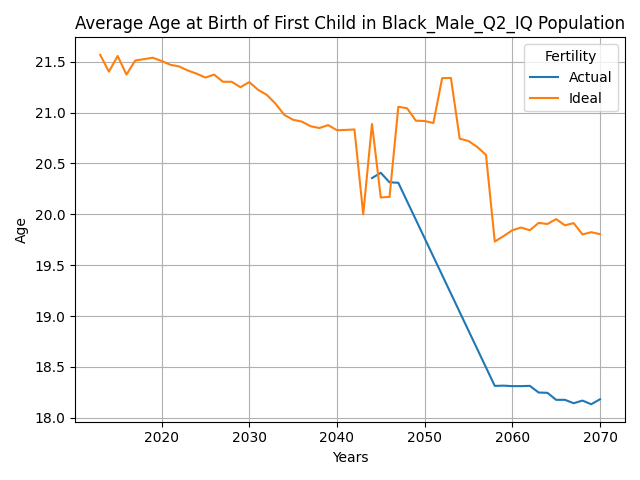 Average Age at Birth of First Child in Black_Male_Q2_IQ Population
Fertility
Actual
Ideal
Age
21.5
21.0
20.5
20.0
19.5
19.0
18.5
18.0
2020 2030 2040 2050 2060 2070
Years